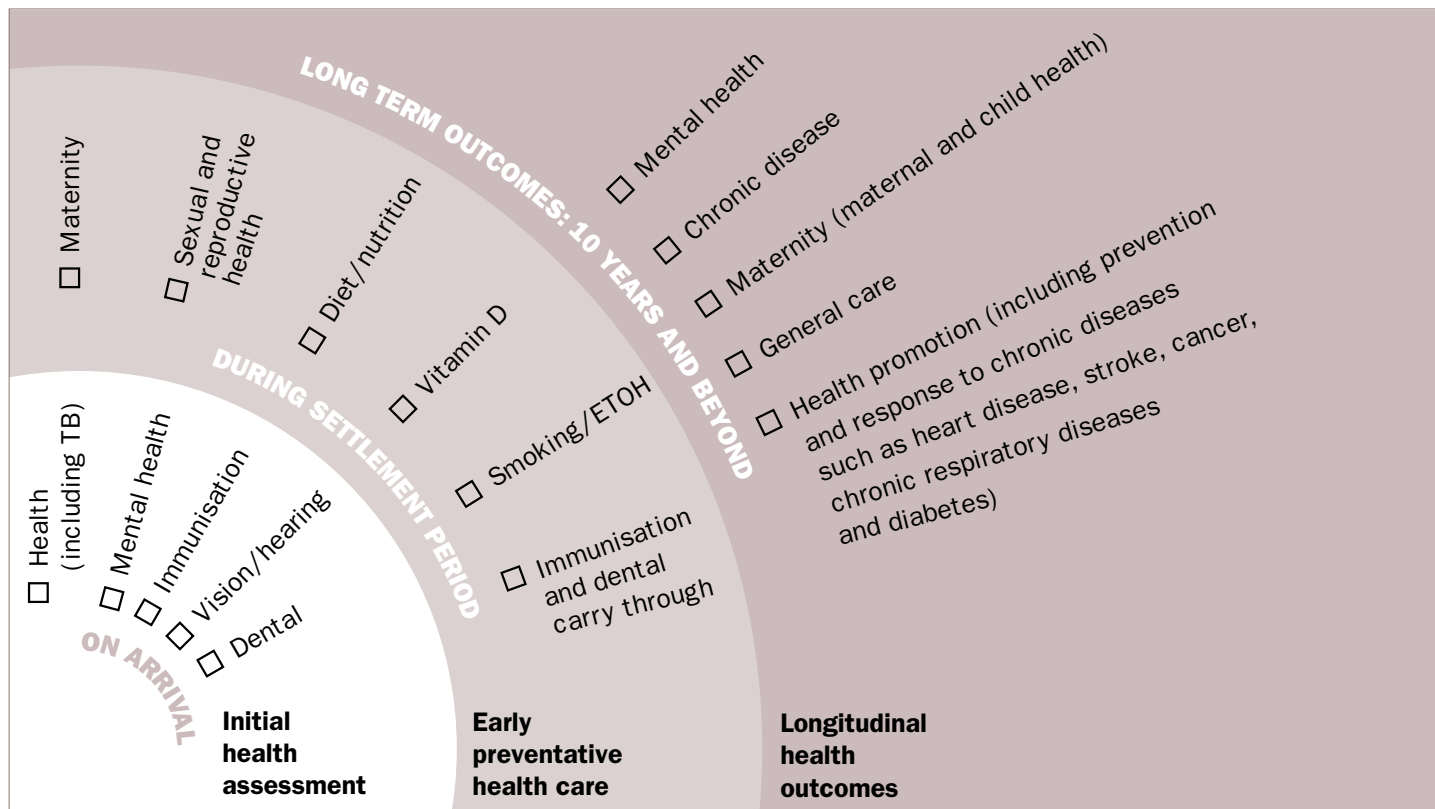 ON ARRIVAL
Health
(including TB)
Mental health
Immunisation
Vision/hearing
Dental
Initial
health
assessment
DURING SETTLEMENT PERIOD
Maternity
Sexual and
reproductive
health
Diet/nutrition
Vitamin D
Smoking/ETOH
Immunisation
and dental
carry through
Early
preventative
health care
LONG TERM OUTCOMES: 10 YEARS AND BEYOND
Mental health
Chronic disease
Maternity (maternal and child health)
General care
Health promotion (including prevention
and response to chronic diseases
such as heart disease, stroke, cancer,
chronic respiratory diseases
and diabetes)
Longitudinal
health
outcomes